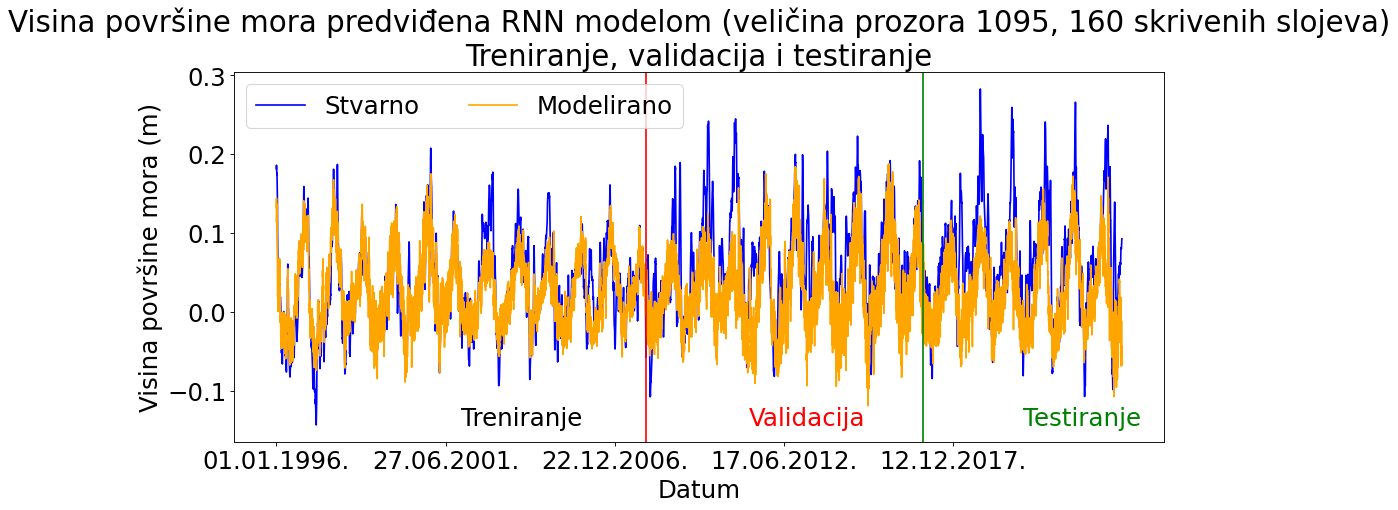 Visina površine mora predviđena RNN modelom (veličina prozora 1095, 160 skrivenih slojeva)
Treniranje, validacija i testiranje
Stvarno
Modelirano
Visina površine mora (m)
0.3
0.2
0.1
0.0
−0.1
Treniranje
Validacija
Testiranje
01.01.1996.
27.06.2001.
22.12.2006.
17.06.2012.
12.12.2017.
Datum